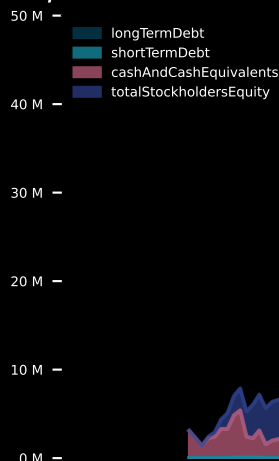 50 M
longTermDebt
shortTermDebt
cashAndCashEquivalents
totalStockholdersEquity
40 M
30 M
20 M
10 M
0 M